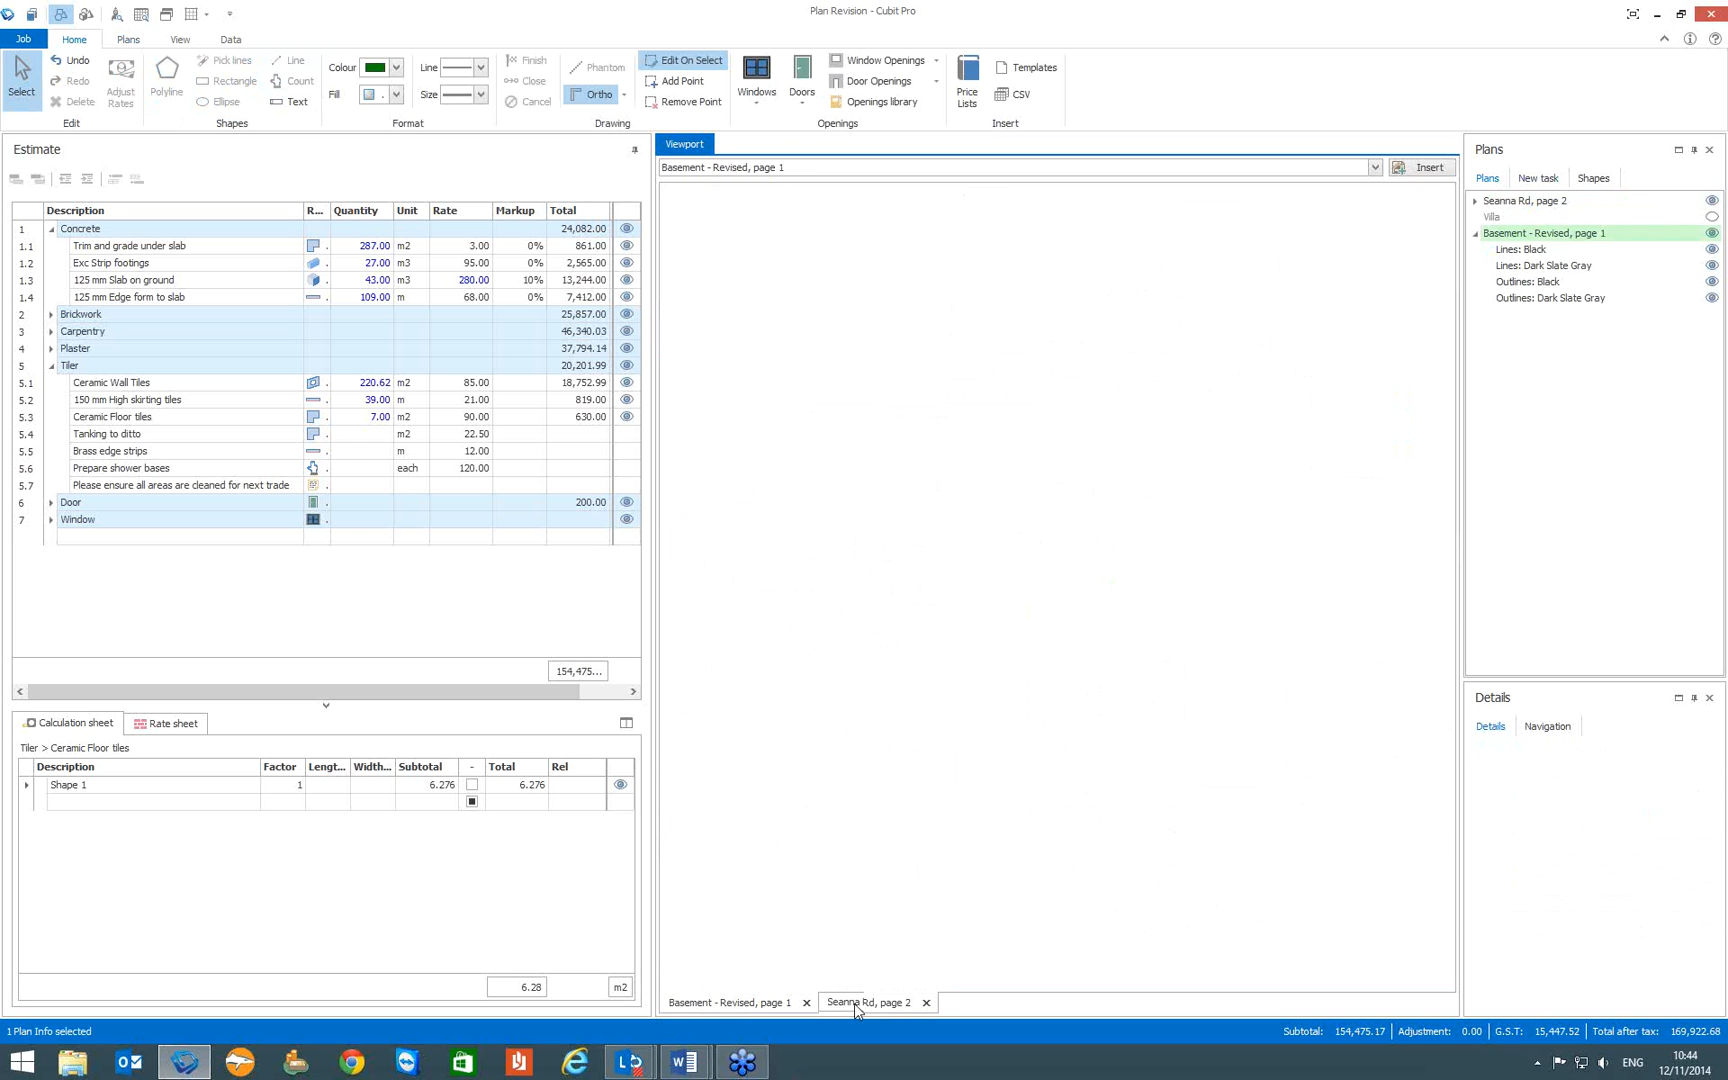 Plan Revision - Cubit Pro
Job
Home
Plans
View
Data
Select
Undo
Redo
Delete
Adjust Rates
Edit
Polyline
Pick lines
Rectangle
Ellipse
Line
Count
Text
Shapes
Colour
Fill
Line
Size
Format
Finish
Close
Cancel
Phantom
Ortho
Edit On Select
Add Point
Remove Point
Drawing
Windows
Doors
Window Openings
Door Openings
Openings library
Openings
Price Lists
Templates
CSV
Insert
Estimate
Description R... Quantity Unit Rate Markup Total
1 Concrete 24,082.00
1.1 Trim and grade under slab 287.00 m2 3.00 0% 861.00
1.2 Exc Strip footings 27.00 m3 95.00 0% 2,565.00
1.3 125 mm Slab on ground 43.00 m3 280.00 10% 13,244.00
1.4 125 mm Edge form to slab 109.00 m 68.00 0% 7,412.00
2 Brickwork 25,857.00
3 Carpentry 46,340.03
4 Plaster 37,794.14
5 Tiler 20,201.99
5.1 Ceramic Wall Tiles 220.62 m2 85.00 18,752.99
5.2 150 mm High skirting tiles 39.00 m 21.00 819.00
5.3 Ceramic Floor tiles 7.00 m2 90.00 630.00
5.4 Tanking to ditto m2 22.50
5.5 Brass edge strips m 12.00
5.6 Prepare shower bases each 120.00
5.7 Please ensure all areas are cleaned for next trade
6 Door 200.00
7 Window
154,475...
Calculation sheet
Rate sheet
Tiler > Ceramic Floor tiles
Description Factor Lengt... Width... Subtotal - Total Rel
Shape 1 1 6.276 6.276
6.28 m2
Viewport
Basement - Revised, page 1
Insert
Basement - Revised, page 1
Seanna Rd, page 2
Plans
Plans New task Shapes
Seanna Rd, page 2
Villa
Basement - Revised, page 1
Lines: Black
Lines: Dark Slate Gray
Outlines: Black
Outlines: Dark Slate Gray
Details
Details Navigation
1 Plan Info selected
Subtotal: 154,475.17 Adjustment: 0.00 G.S.T: 15,447.52 Total after tax: 169,922.68
ENG
10:44
12/11/2014